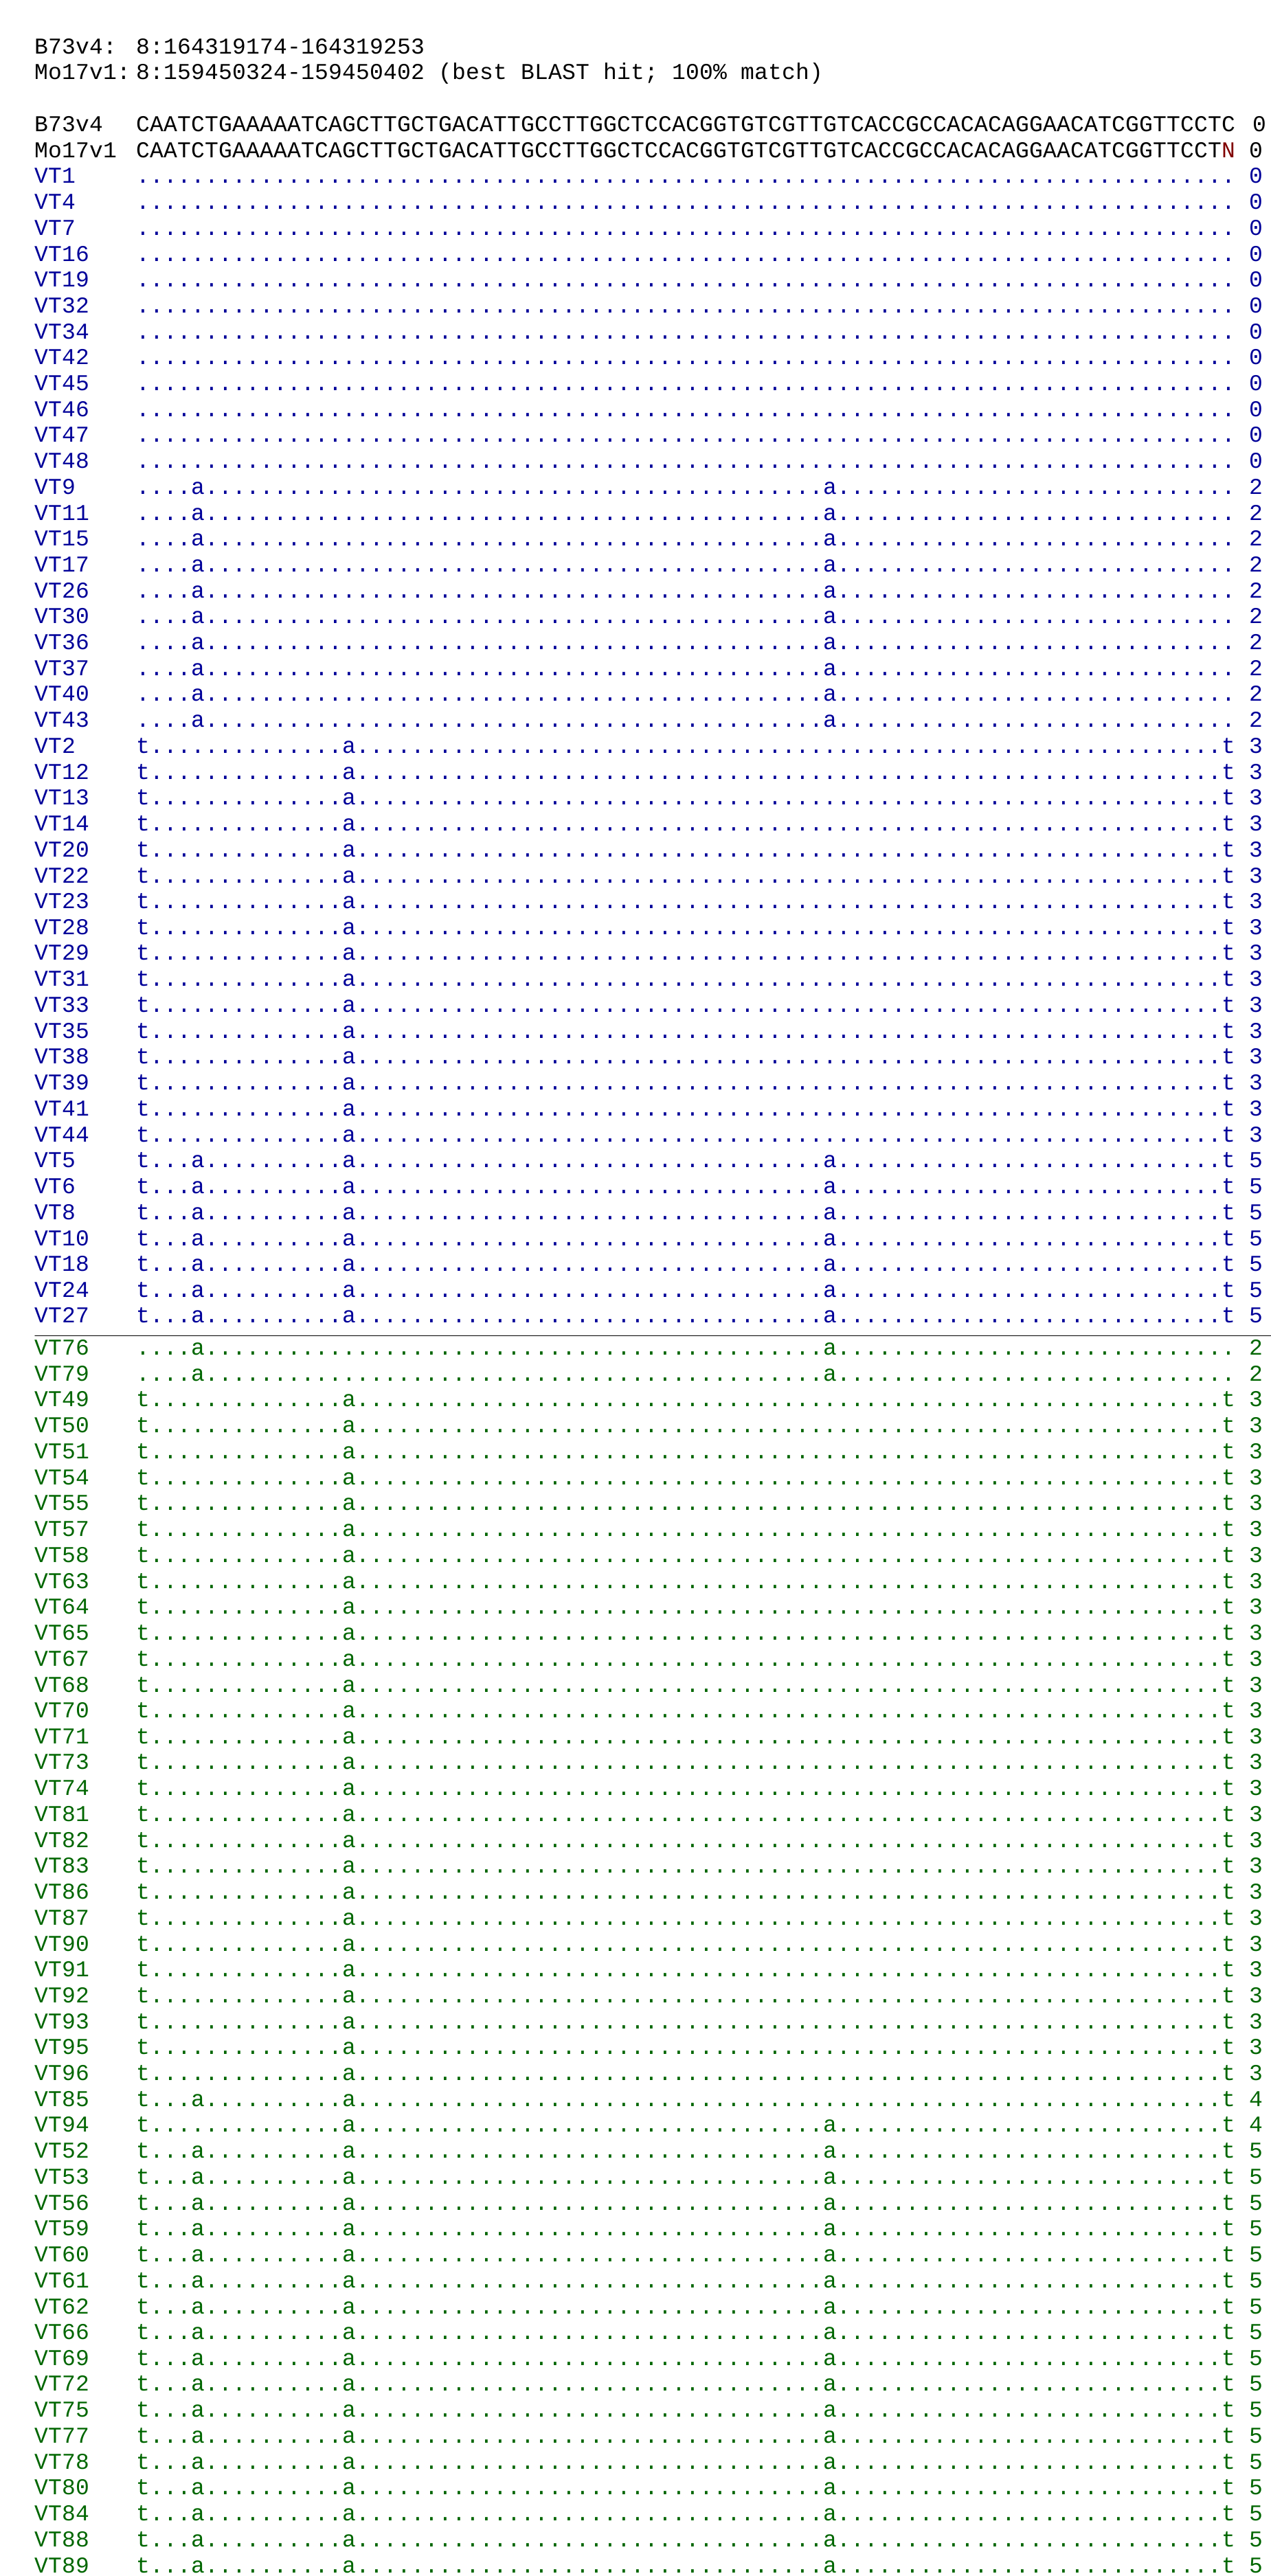 B73v4: 8:164319174-164319253
Mo17v1: 8:159450324-159450402 (best BLAST hit; 100% match)
B73v4 CAATCTGAAAAATCAGCTTGCTGACATTGCCTTGGCTCCACGGTGTCGTTGTCACCGCCACACAGGAACATCGGTTCCTC 0
Mo17v1 CAATCTGAAAAATCAGCTTGCTGACATTGCCTTGGCTCCACGGTGTCGTTGTCACCGCCACACAGGAACATCGGTTCCTN 0
VT1 ................................................................................ 0
VT4 ................................................................................ 0
VT7 ................................................................................ 0
VT16 ................................................................................ 0
VT19 ................................................................................ 0
VT32 ................................................................................ 0
VT34 ................................................................................ 0
VT42 ................................................................................ 0
VT45 ................................................................................ 0
VT46 ................................................................................ 0
VT47 ................................................................................ 0
VT48 ................................................................................ 0
VT9 ....a.............................................a............................. 2
VT11 ....a.............................................a............................. 2
VT15 ....a.............................................a............................. 2
VT17 ....a.............................................a............................. 2
VT26 ....a.............................................a............................. 2
VT30 ....a.............................................a............................. 2
VT36 ....a.............................................a............................. 2
VT37 ....a.............................................a............................. 2
VT40 ....a.............................................a............................. 2
VT43 ....a.............................................a............................. 2
VT2 t..............a...............................................................t 3
VT12 t..............a...............................................................t 3
VT13 t..............a...............................................................t 3
VT14 t..............a...............................................................t 3
VT20 t..............a...............................................................t 3
VT22 t..............a...............................................................t 3
VT23 t..............a...............................................................t 3
VT28 t..............a...............................................................t 3
VT29 t..............a...............................................................t 3
VT31 t..............a...............................................................t 3
VT33 t..............a...............................................................t 3
VT35 t..............a...............................................................t 3
VT38 t..............a...............................................................t 3
VT39 t..............a...............................................................t 3
VT41 t..............a...............................................................t 3
VT44 t..............a...............................................................t 3
VT5 t...a..........a..................................a............................t 5
VT6 t...a..........a..................................a............................t 5
VT8 t...a..........a..................................a............................t 5
VT10 t...a..........a..................................a............................t 5
VT18 t...a..........a..................................a............................t 5
VT24 t...a..........a..................................a............................t 5
VT27 t...a..........a..................................a............................t 5
VT76 ....a.............................................a............................. 2
VT79 ....a.............................................a............................. 2
VT49 t..............a...............................................................t 3
VT50 t..............a...............................................................t 3
VT51 t..............a...............................................................t 3
VT54 t..............a...............................................................t 3
VT55 t..............a...............................................................t 3
VT57 t..............a...............................................................t 3
VT58 t..............a...............................................................t 3
VT63 t..............a...............................................................t 3
VT64 t..............a...............................................................t 3
VT65 t..............a...............................................................t 3
VT67 t..............a...............................................................t 3
VT68 t..............a...............................................................t 3
VT70 t..............a...............................................................t 3
VT71 t..............a...............................................................t 3
VT73 t..............a...............................................................t 3
VT74 t..............a...............................................................t 3
VT81 t..............a...............................................................t 3
VT82 t..............a...............................................................t 3
VT83 t..............a...............................................................t 3
VT86 t..............a...............................................................t 3
VT87 t..............a...............................................................t 3
VT90 t..............a...............................................................t 3
VT91 t..............a...............................................................t 3
VT92 t..............a...............................................................t 3
VT93 t..............a...............................................................t 3
VT95 t..............a...............................................................t 3
VT96 t..............a...............................................................t 3
VT85 t...a..........a...............................................................t 4
VT94 t..............a..................................a............................t 4
VT52 t...a..........a..................................a............................t 5
VT53 t...a..........a..................................a............................t 5
VT56 t...a..........a..................................a............................t 5
VT59 t...a..........a..................................a............................t 5
VT60 t...a..........a..................................a............................t 5
VT61 t...a..........a..................................a............................t 5
VT62 t...a..........a..................................a............................t 5
VT66 t...a..........a..................................a............................t 5
VT69 t...a..........a..................................a............................t 5
VT72 t...a..........a..................................a............................t 5
VT75 t...a..........a..................................a............................t 5
VT77 t...a..........a..................................a............................t 5
VT78 t...a..........a..................................a............................t 5
VT80 t...a..........a..................................a............................t 5
VT84 t...a..........a..................................a............................t 5
VT88 t...a..........a..................................a............................t 5
VT89 t...a..........a..................................a............................t 5